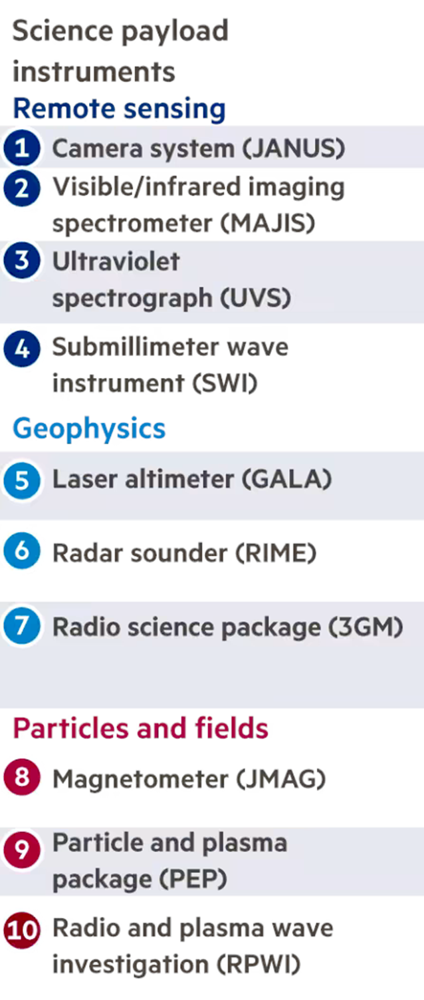 Science payload
instruments
Remote sensing
1 Camera system (JANUS)
2 Visible/infrared imaging
spectrometer (MAJIS)
3 Ultraviolet
spectrograph (UVS)
4 Submillimeter wave
instrument (SWI)
Geophysics
5 Laser altimeter (GALA)
6 Radar sounder (RIME)
7 Radio science package (3GM)
Particles and fields
8 Magnetometer (JMAG)
9 Particle and plasma
package (PEP)
10 Radio and plasma wave
investigation (RPWI)